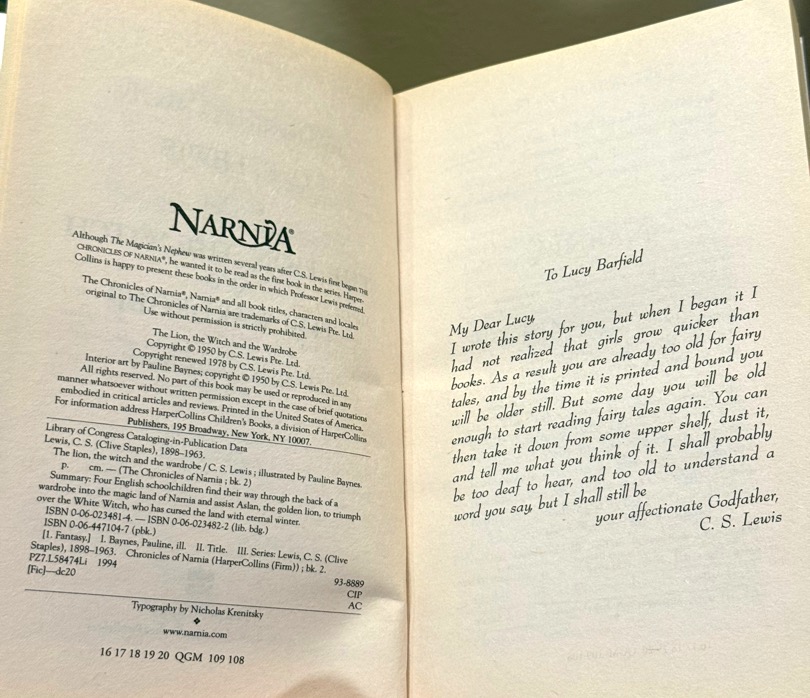 NARNIA®
Although The Magician's Nephew was written several years after C.S. Lewis first began THE
CHRONICLES OF NARNIA®, he wanted it to be read as the first book in the series. Harper-
Collins is happy to present these books in the order in which Professor Lewis preferred.
The Chronicles of Narnia®, Narnia® and all book titles, characters and locales
original to The Chronicles of Narnia are trademarks of C.S. Lewis Pte. Ltd.
Use without permission is strictly prohibited.
The Lion, the Witch and the Wardrobe
Copyright © 1950 by C.S. Lewis Pte. Ltd.
Copyright renewed 1978 by C.S. Lewis Pte. Ltd.
Interior art by Pauline Baynes; copyright © 1950 by C.S. Lewis Pte. Ltd.
All rights reserved. No part of this book may be used or reproduced in any
manner whatsoever without written permission except in the case of brief quotations
embodied in critical articles and reviews. Printed in the United States of America.
For information address HarperCollins Children's Books, a division of HarperCollins
Publishers, 195 Broadway, New York, NY 10007.
Library of Congress Cataloging-in-Publication Data
Lewis, C. S. (Clive Staples), 1898–1963.
The lion, the witch and the wardrobe / C. S. Lewis ; illustrated by Pauline Baynes.
p. cm. — (The Chronicles of Narnia ; bk. 2)
Summary: Four English schoolchildren find their way through the back of a
wardrobe into the magic land of Narnia and assist Aslan, the golden lion, to triumph
over the White Witch, who has cursed the land with eternal winter.
ISBN 0-06-023481-4. — ISBN 0-06-023482-2 (lib. bdg.)
ISBN 0-06-447104-7 (pbk.)
[1. Fantasy.] I. Baynes, Pauline, ill. II. Title. III. Series: Lewis, C. S. (Clive
Staples), 1898–1963. Chronicles of Narnia (HarperCollins (Firm)) ; bk. 2.
PZ7.L58474Li 1994
93-8889
[Fic]—dc20
CIP
AC
Typography by Nicholas Krenitsky
❖
www.narnia.com
16 17 18 19 20 QGM 109 108
To Lucy Barfield
My Dear Lucy,
I wrote this story for you, but when I began it I
had not realized that girls grow quicker than
books. As a result you are already too old for fairy
tales, and by the time it is printed and bound you
will be older still. But some day you will be old
enough to start reading fairy tales again. You can
then take it down from some upper shelf, dust it,
and tell me what you think of it. I shall probably
be too deaf to hear, and too old to understand a
word you say, but I shall still be
your affectionate Godfather,
C. S. Lewis